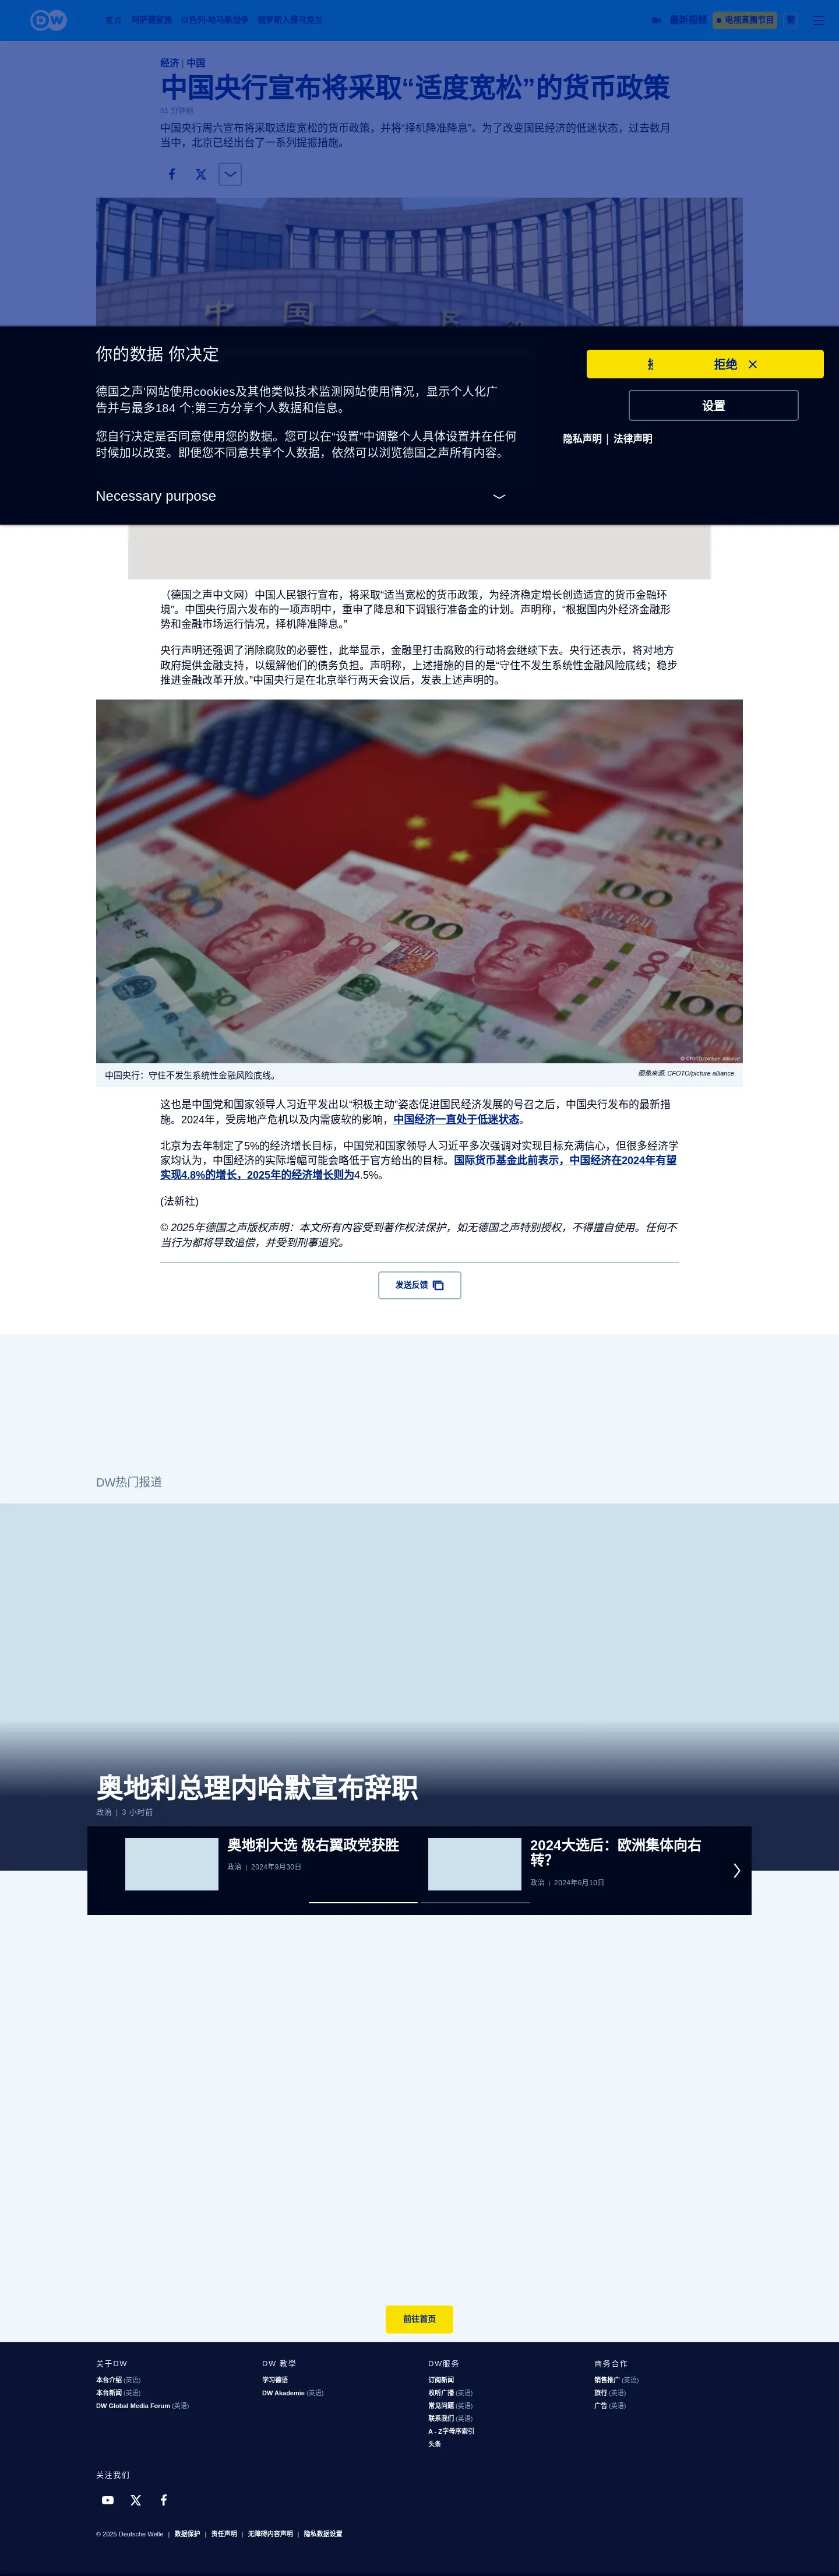 DW
焦点 阿萨德家族 以色列-哈马斯战争 俄罗斯入侵乌克兰
最新视频 电视直播节目 繁
经济 | 中国
中国央行宣布将采取“适度宽松”的货币政策
51 分钟前
中国央行周六宣布将采取适度宽松的货币政策，并将“择机降准降息”。为了改变国民经济的低迷状态，过去数月
当中，北京已经出台了一系列提振措施。
中 国 人 民
你的数据 你决定
拒绝
德国之声'网站使用cookies及其他类似技术监测网站使用情况，显示个人化广
告并与最多184 个;第三方分享个人数据和信息。
设置
您自行决定是否同意使用您的数据。您可以在“设置”中调整个人具体设置并在任何
时候加以改变。即便您不同意共享个人数据，依然可以浏览德国之声所有内容。
隐私声明 | 法律声明
Necessary purpose
（德国之声中文网）中国人民银行宣布，将采取“适当宽松的货币政策，为经济稳定增长创造适宜的货币金融环
境”。中国央行周六发布的一项声明中，重申了降息和下调银行准备金的计划。声明称，“根据国内外经济金融形
势和金融市场运行情况，择机降准降息。”
央行声明还强调了消除腐败的必要性，此举显示，金融里打击腐败的行动将会继续下去。央行还表示，将对地方
政府提供金融支持，以缓解他们的债务负担。声明称，上述措施的目的是“守住不发生系统性金融风险底线；稳步
推进金融改革开放。”中国央行是在北京举行两天会议后，发表上述声明的。
100
© CFOTO/picture alliance
中国央行：守住不发生系统性金融风险底线。
图像来源: CFOTO/picture alliance
这也是中国党和国家领导人习近平发出以“积极主动”姿态促进国民经济发展的号召之后，中国央行发布的最新措
施。2024年，受房地产危机以及内需疲软的影响，中国经济一直处于低迷状态。
北京为去年制定了5%的经济增长目标，中国党和国家领导人习近平多次强调对实现目标充满信心，但很多经济学
家均认为，中国经济的实际增幅可能会略低于官方给出的目标。国际货币基金此前表示，中国经济在2024年有望
实现4.8%的增长，2025年的经济增长则为4.5%。
(法新社)
© 2025年德国之声版权声明：本文所有内容受到著作权法保护，如无德国之声特别授权，不得擅自使用。任何不
当行为都将导致追偿，并受到刑事追究。
发送反馈
DW热门报道
奥地利总理内哈默宣布辞职
政治 | 3 小时前
奥地利大选 极右翼政党获胜
政治 | 2024年9月30日
2024大选后：欧洲集体向右
转？
政治 | 2024年6月10日
前往首页
关于DW
本台介绍 (英语)
本台新闻 (英语)
DW Global Media Forum (英语)
DW 教學
学习德语
DW Akademie (英语)
DW服务
订阅新闻
收听广播 (英语)
常见问题 (英语)
联系我们 (英语)
A - Z字母序索引
头条
商务合作
销售推广 (英语)
旅行 (英语)
广告 (英语)
关注我们
© 2025 Deutsche Welle | 数据保护 | 责任声明 | 无障碍内容声明 | 隐私数据设置